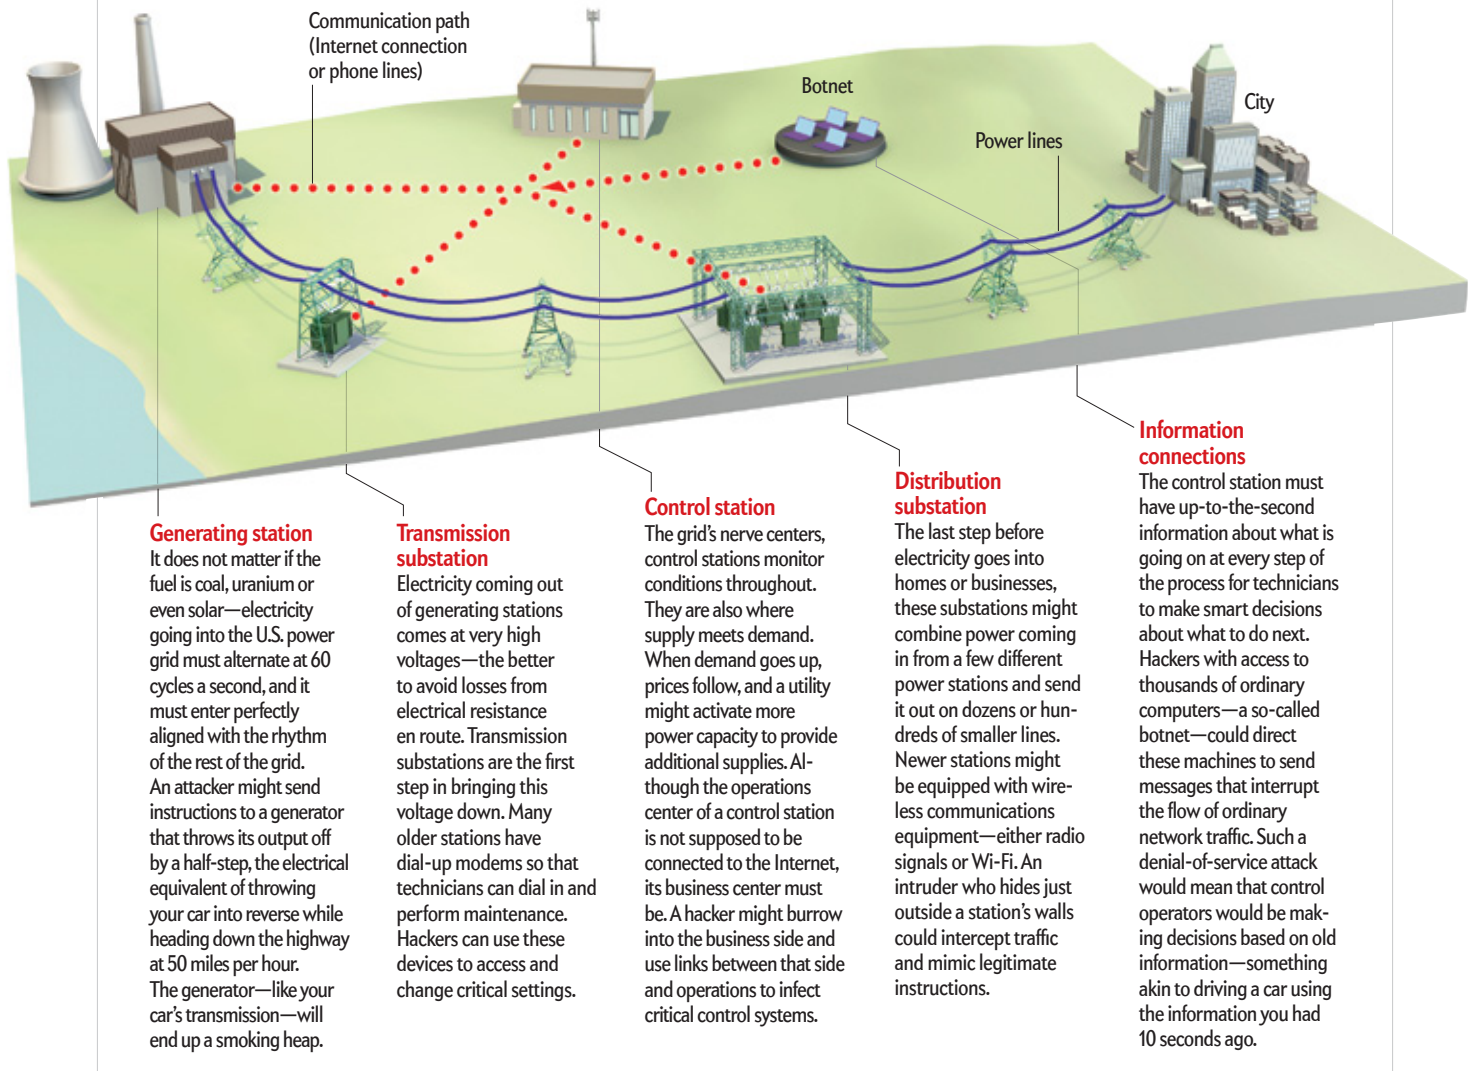 Communication path
(Internet connection
or phone lines)
Botnet
City
Power lines
Generating station
It does not matter if the
fuel is coal, uranium or
even solar—electricity
going into the U.S. power
grid must alternate at 60
cycles a second, and it
must enter perfectly
aligned with the rhythm
of the rest of the grid.
An attacker might send
instructions to a generator
that throws its output off
by a half-step, the electrical
equivalent of throwing
your car into reverse while
heading down the highway
at 50 miles per hour.
The generator—like your
car’s transmission—will
end up a smoking heap.
Transmission
substation
Electricity coming out
of generating stations
comes at very high
voltages—the better
to avoid losses from
electrical resistance
en route. Transmission
substations are the first
step in bringing this
voltage down. Many
older stations have
dial-up modems so that
technicians can dial in and
perform maintenance.
Hackers can use these
devices to access and
change critical settings.
Control station
The grid’s nerve centers,
control stations monitor
conditions throughout.
They are also where
supply meets demand.
When demand goes up,
prices follow, and a utility
might activate more
power capacity to provide
additional supplies. Al-
though the operations
center of a control station
is not supposed to be
connected to the Internet,
its business center must
be. A hacker might burrow
into the business side and
use links between that side
and operations to infect
critical control systems.
Distribution
substation
The last step before
electricity goes into
homes or businesses,
these substations might
combine power coming
in from a few different
power stations and send
it out on dozens or hun-
dreds of smaller lines.
Newer stations might
be equipped with wire-
less communications
equipment—either radio
signals or Wi-Fi. An
intruder who hides just
outside a station’s walls
could intercept traffic
and mimic legitimate
instructions.
Information
connections
The control station must
have up-to-the-second
information about what is
going on at every step of
the process for technicians
to make smart decisions
about what to do next.
Hackers with access to
thousands of ordinary
computers—a so-called
botnet—could direct
these machines to send
messages that interrupt
the flow of ordinary
network traffic. Such a
denial-of-service attack
would mean that control
operators would be mak-
ing decisions based on old
information—something
akin to driving a car using
the information you had
10 seconds ago.